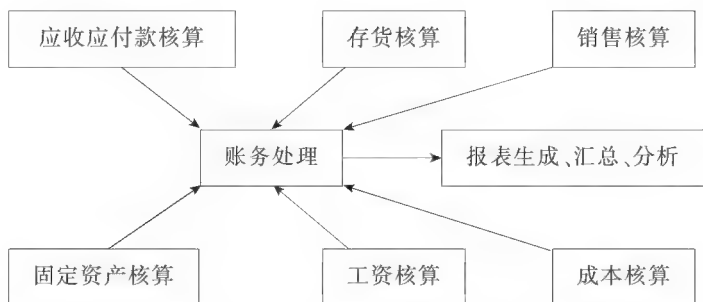 应收应付款核算
存货核算
销售核算
账务处理
报表生成、汇总、分析
固定资产核算
工资核算
成本核算